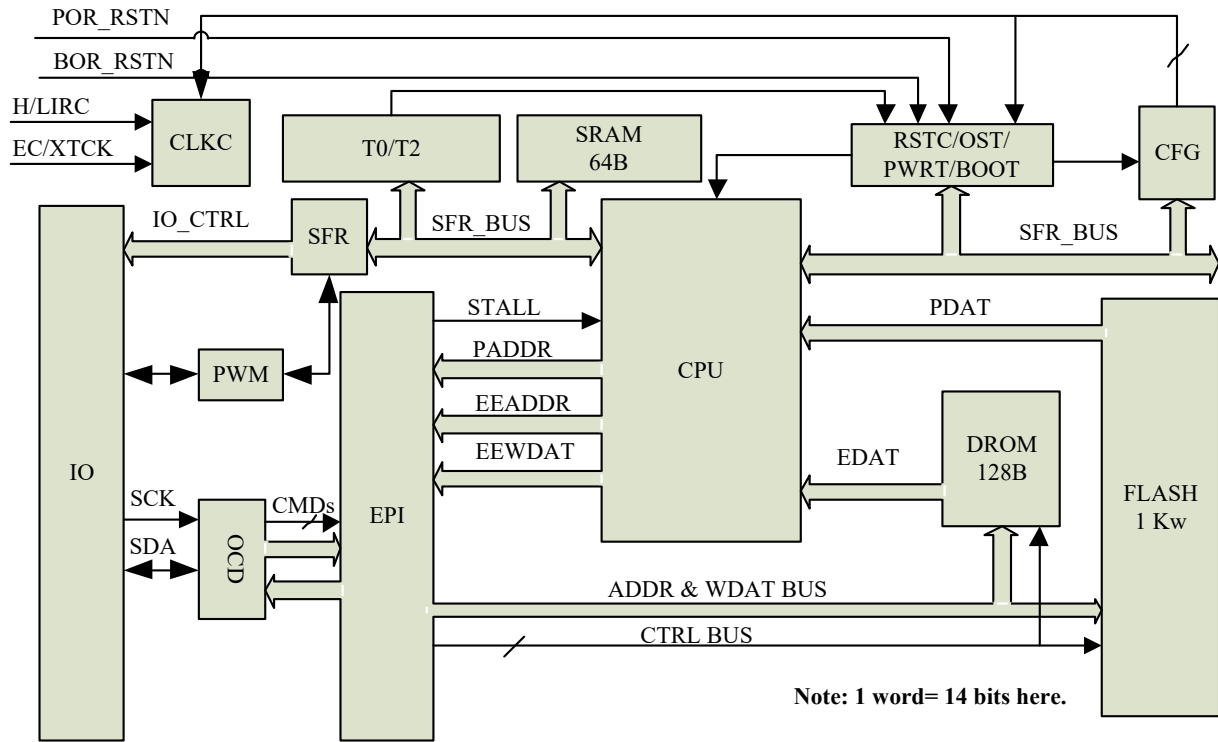 POR_RSTN
BOR_RSTN
H/LIRC
EC/XTCK
CLKC
T0/T2
SRAM
64B
RSTC/OST/
PWRT/BOOT
CFG
IO_CTRL
SFR
SFR_BUS
SFR_BUS
STALL
PDAT
PADDR
PWM
CPU
EEADDR
EEWDAT
EDAT
DROM
128B
IO
SCK
CMDs
EPI
FLASH
1 Kw
SDA
OCD
ADDR & WDAT BUS
CTRL BUS
Note: 1 word= 14 bits here.